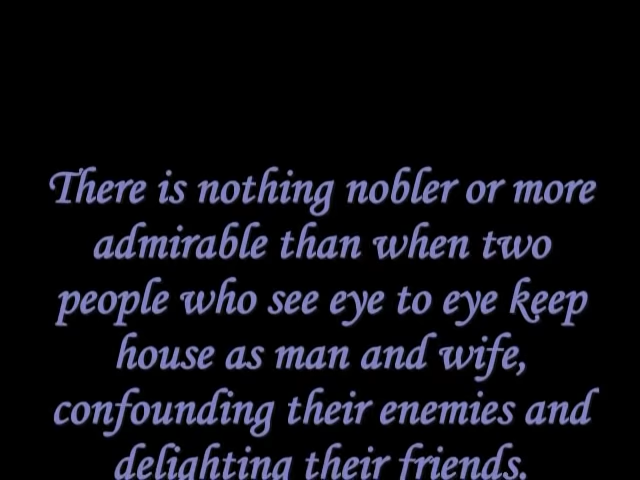 There is nothing nobler or more
admirable than when two
people who see eye to eye keep
house as man and wife,
confounding their enemies and
delighting their friends.